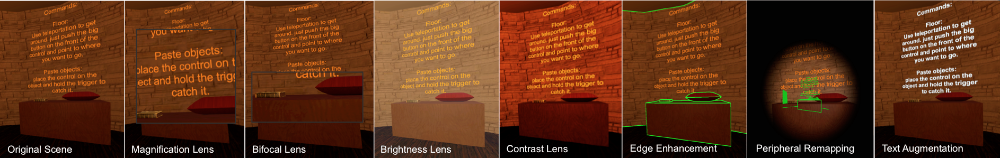 Commands:
Floor:
Use teleportation to get
around. just push the big
button on the front of the
control and point to where
you want to go.
Paste objects:
place the control on the
object and hold the trigger to
catch it.
Original Scene
Commands:
Floor:
Use teleportation to get
you want
big
Paste objects:
place the control on t
ect and hold the trigg
catch it.
Magnification Lens
Commands:
Floor:
Use teleportation to get
around. just push the big
button on the front of the
control and point to where
you want to go.
Paste objects:
place the control on the
catch it.
Bifocal Lens
Commands:
Floor:
Use teleportation to get
around. just push the big
button on the front of the
control and point to where
you want to go.
Paste objects:
place the control on the
object and hold the trigger to
catch it.
Brightness Lens
Commands:
Floor:
Use teleportation to get
around. just push the big
button on the front of the
control and point to where
you want to go.
Paste objects:
place the control on the
object and hold the trigger to
catch it.
Contrast Lens
Commands:
Floor:
Use teleportation to get
around. just push the big
button on the front of the
control and point to where
you want to go.
Paste objects:
place the control on the
object and hold the trigger to
catch it.
Edge Enhancement
on the front of the
control and point to where
you want to go.
Paste objects:
place the control on the
object and hold the trigger to
catch it.
Peripheral Remapping
Commands:
Floor:
Use teleportation to get
around. just push the big
button on the front of the
control and point to where
you want to go.
Paste objects:
place the control on the
object and hold the trigger
to catch it.
Text Augmentation